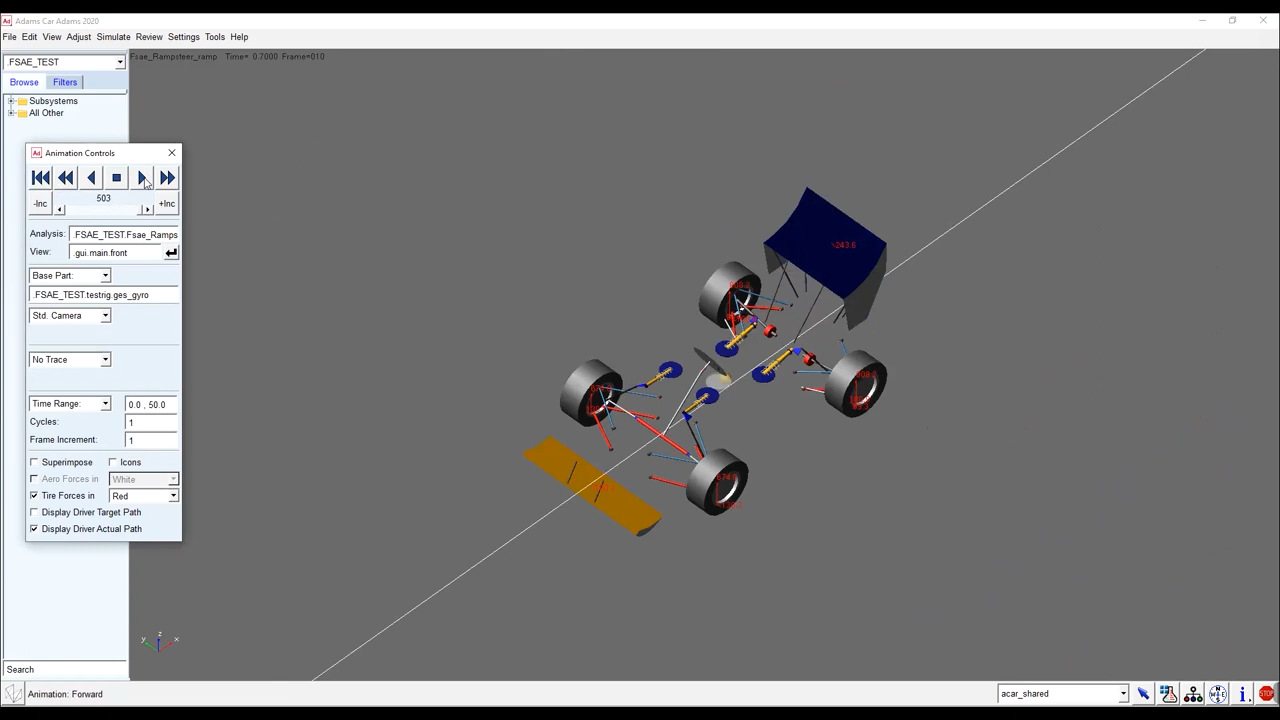 Adams Car Adams 2020
File Edit View Adjust Simulate Review Settings Tools Help
.FSAE_TEST
Fsae_Rampsteer_ramp Time= 0.7000 Frame=010
Browse Filters
Subsystems
All Other
Animation Controls
503
-Inc +Inc
Analysis: .FSAE_TEST.Fsae_Ramps
View: .gui.main.front
Base Part:
.FSAE_TEST.testrig.ges_gyro
Std. Camera
No Trace
Time Range: 0.0 , 50.0
Cycles: 1
Frame Increment: 1
Superimpose Icons
Aero Forces in White
Tire Forces in Red
Display Driver Target Path
Display Driver Actual Path
243.6
z
y x
Search
Animation: Forward acar_shared STOP